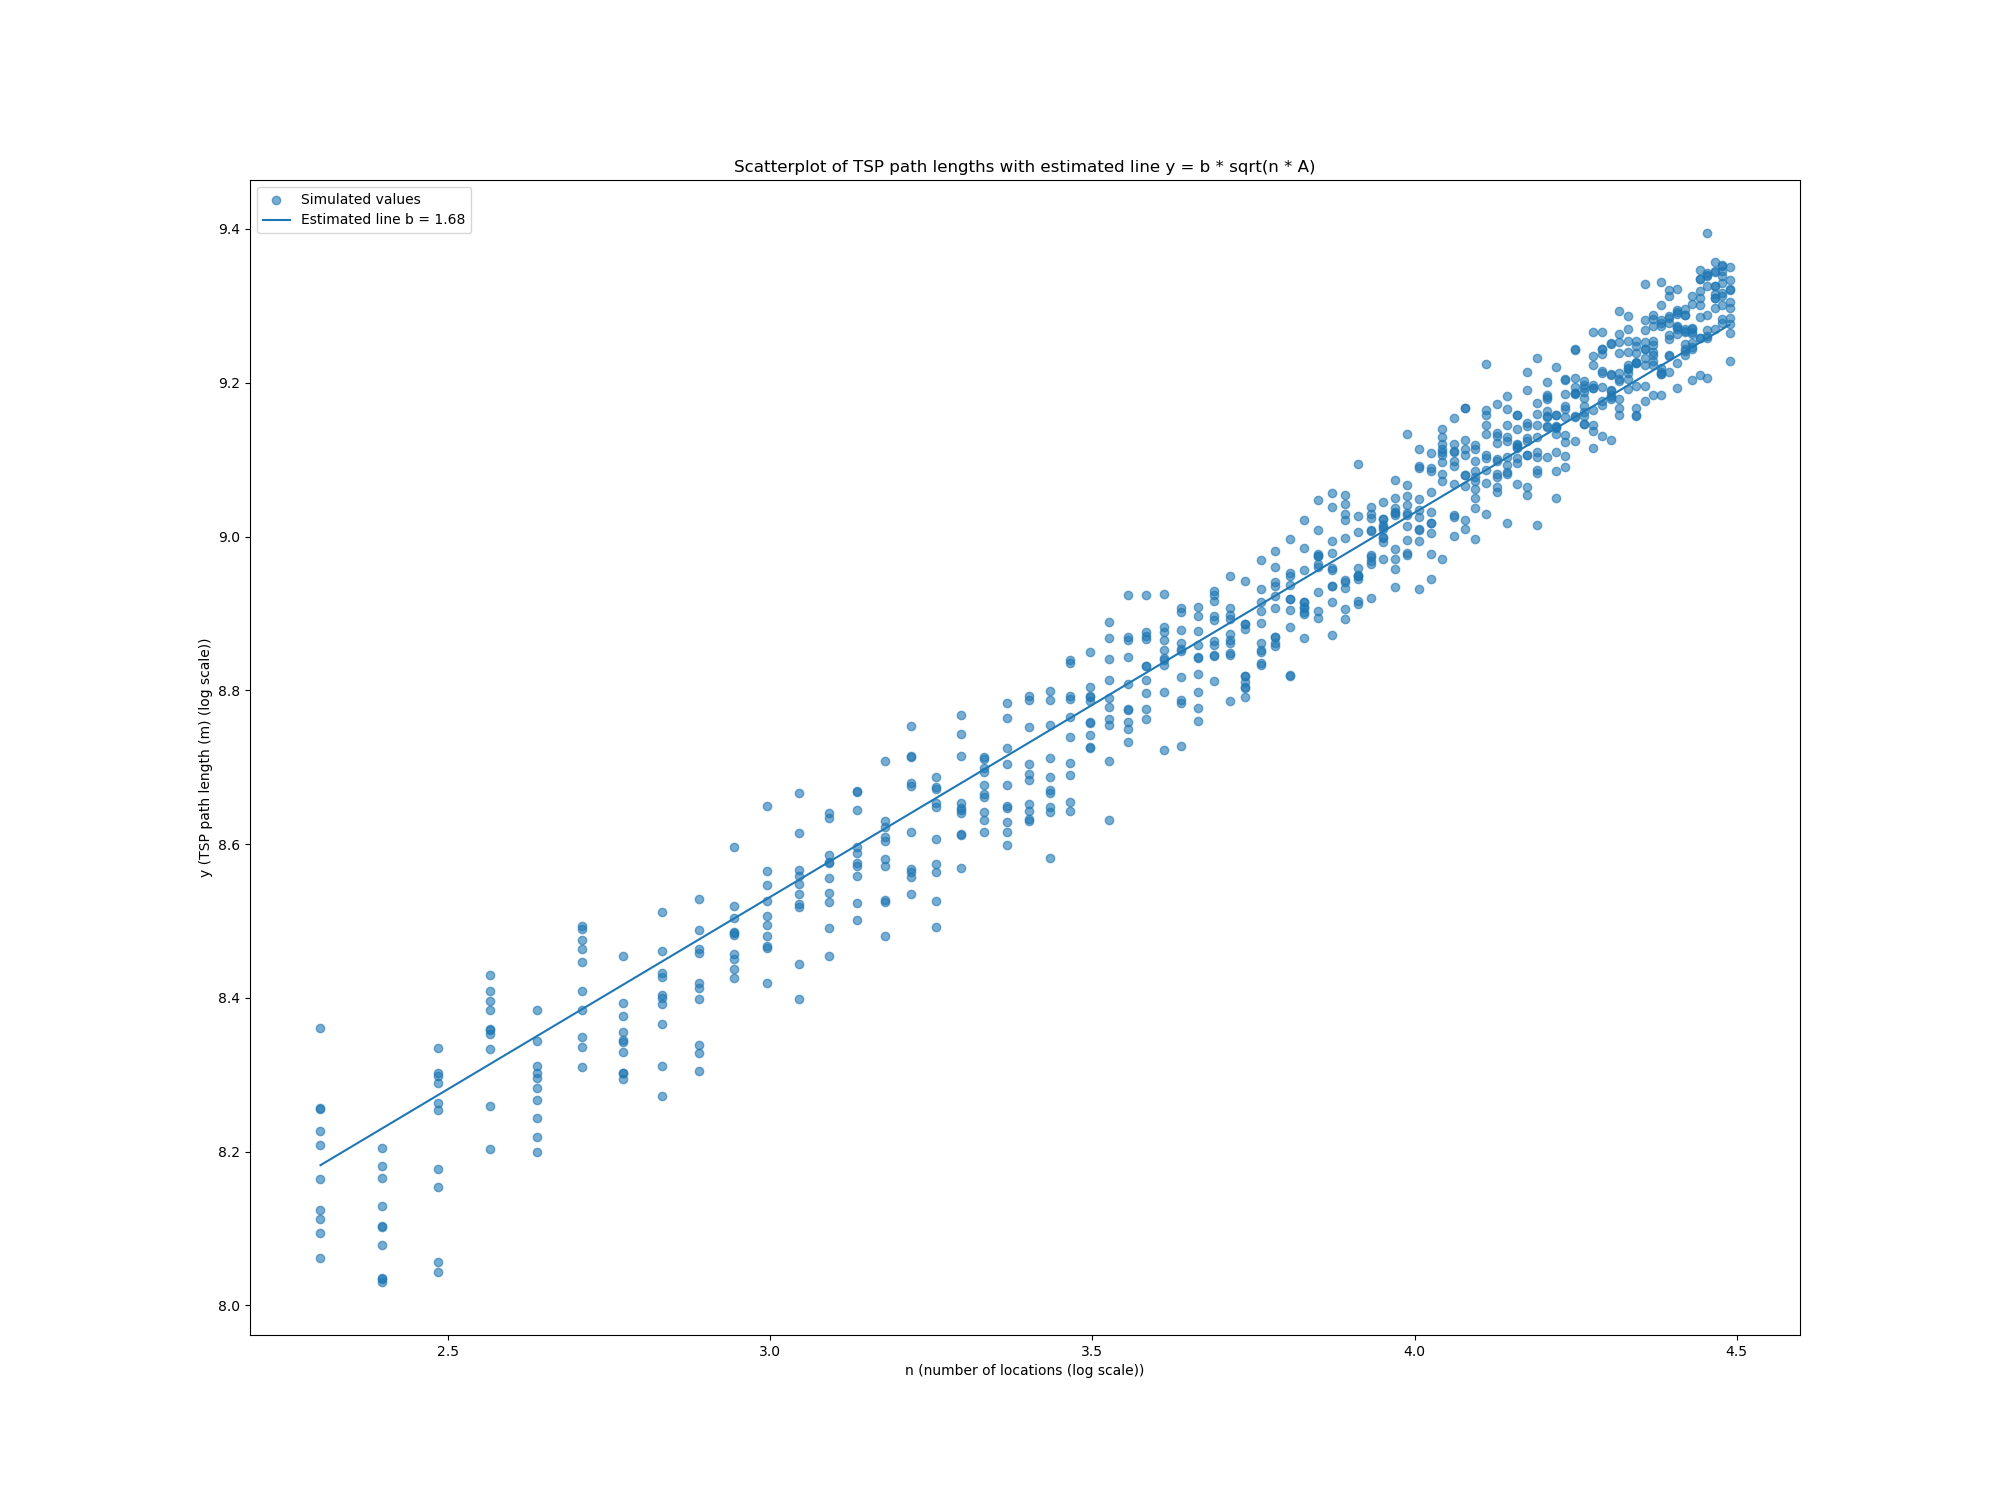 Scatterplot of TSP path lengths with estimated line y = b * sqrt(n * A)
Simulated values
Estimated line b = 1.68
9.4
9.2
9.0
8.8
8.6
8.4
8.2
8.0
y (TSP path length (m) (log scale))
2.5
3.0
3.5
4.0
4.5
n (number of locations (log scale))